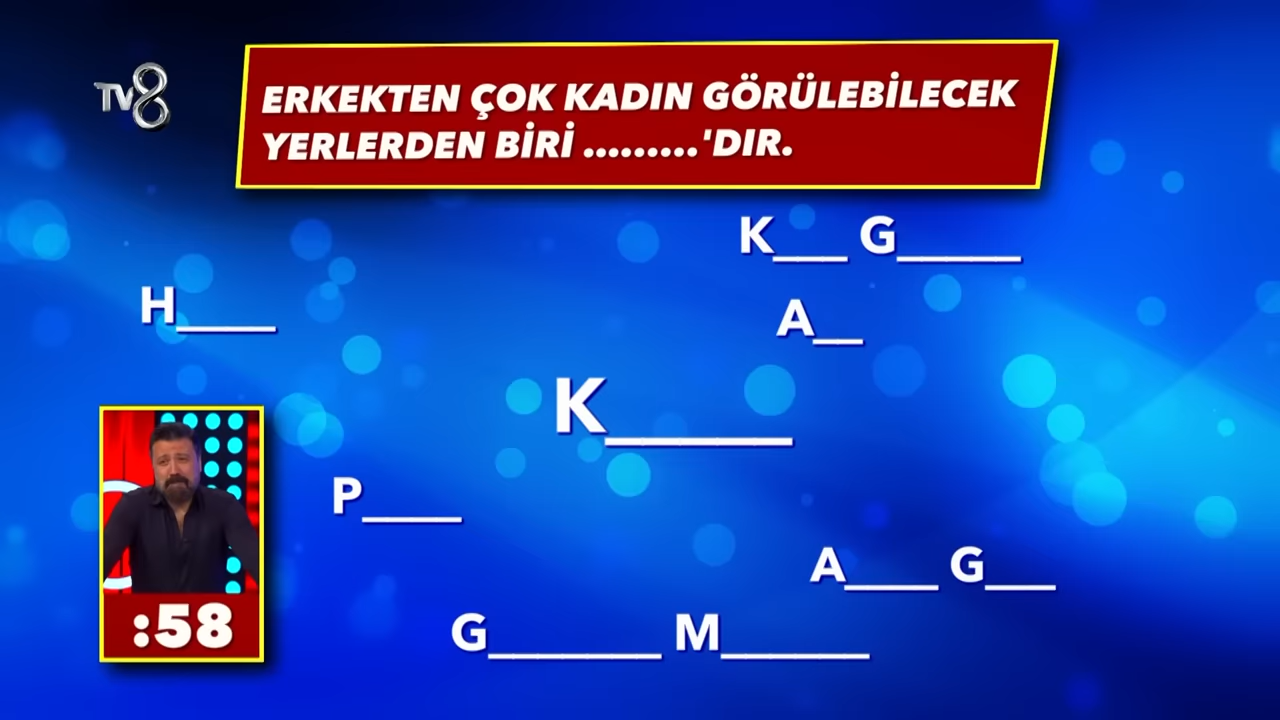 TV8
ERKEKTEN ÇOK KADIN GÖRÜLEBİLECEK
YERLERDEN BİRİ .........'DIR.
K___ G_____
H____
A__
K______
P____
A____ G___
G_______ M______
:58